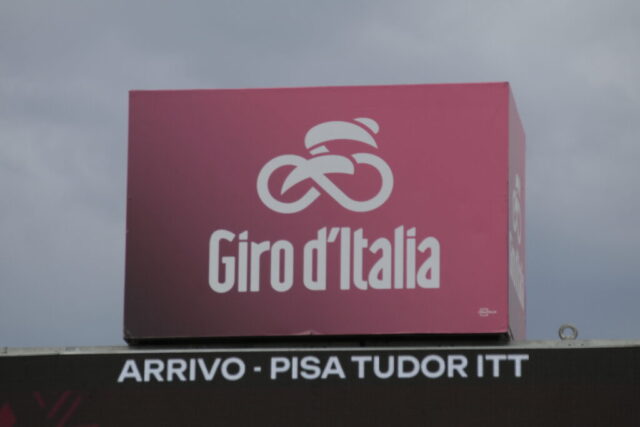 Giro d'Italia
ARRIVO - PISA TUDOR ITT